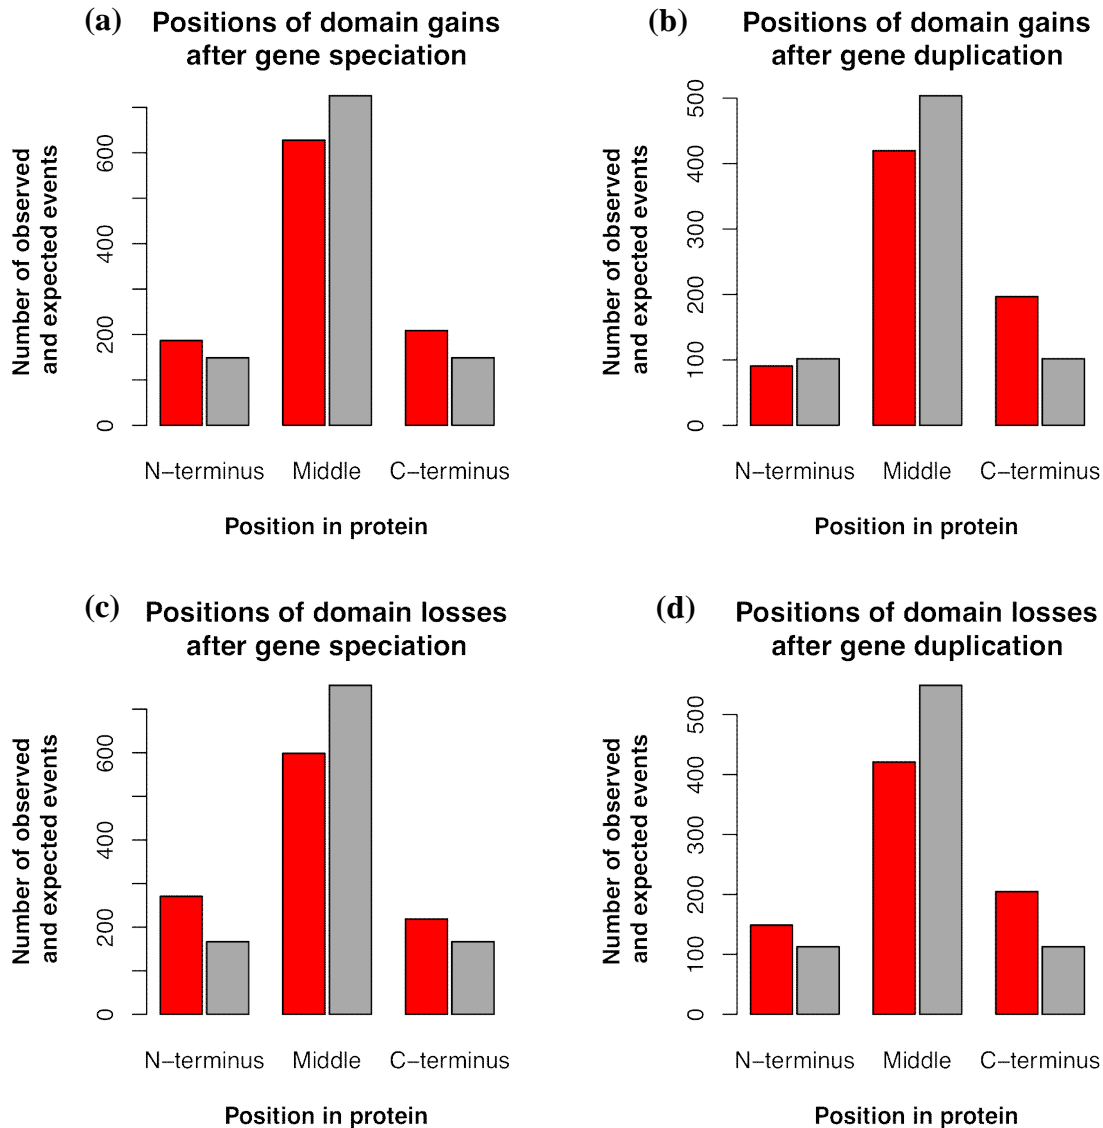 (a) Positions of domain gains
after gene speciation
Number of observed
and expected events
0
200
400
600
N−terminus Middle C−terminus
Position in protein
(b) Positions of domain gains
after gene duplication
Number of observed
and expected events
0
100
200
300
400
500
N−terminus Middle C−terminus
Position in protein
(c) Positions of domain losses
after gene speciation
Number of observed
and expected events
0
200
400
600
N−terminus Middle C−terminus
Position in protein
(d) Positions of domain losses
after gene duplication
Number of observed
and expected events
0
100
200
300
400
500
N−terminus Middle C−terminus
Position in protein